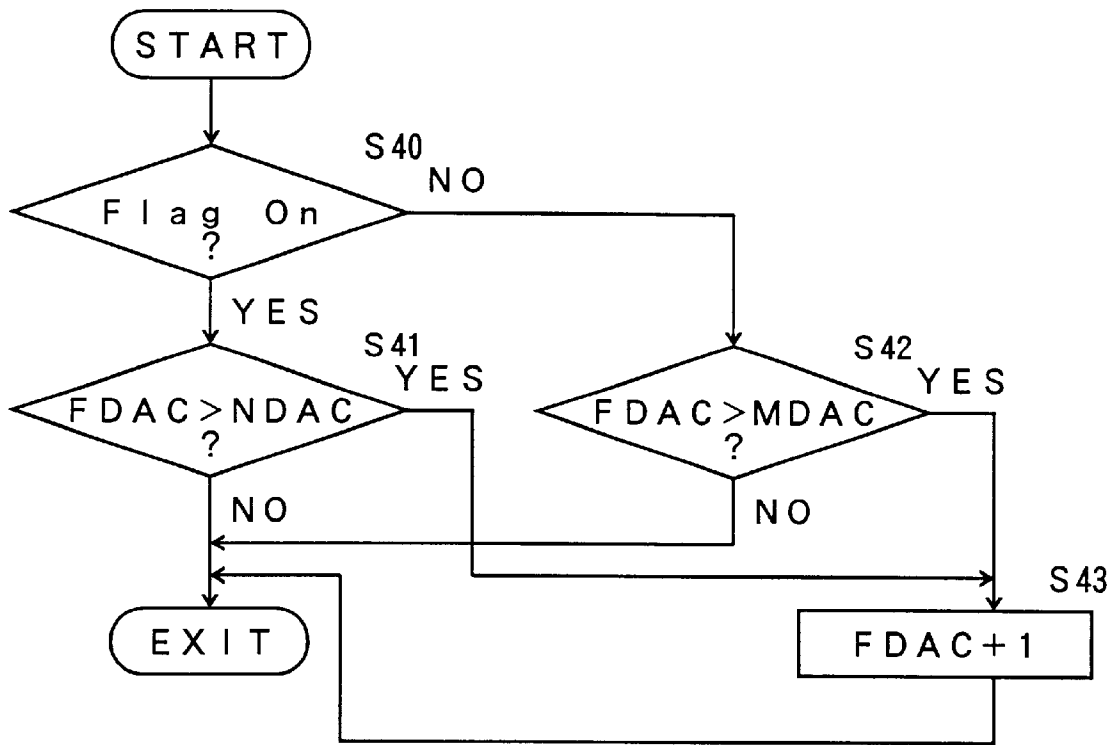 START
S40
NO
Flag On
?
YES
S41
YES
FDAC>NDAC
?
S42
YES
FDAC>MDAC
?
NO
NO
S43
FDAC+1
EXIT